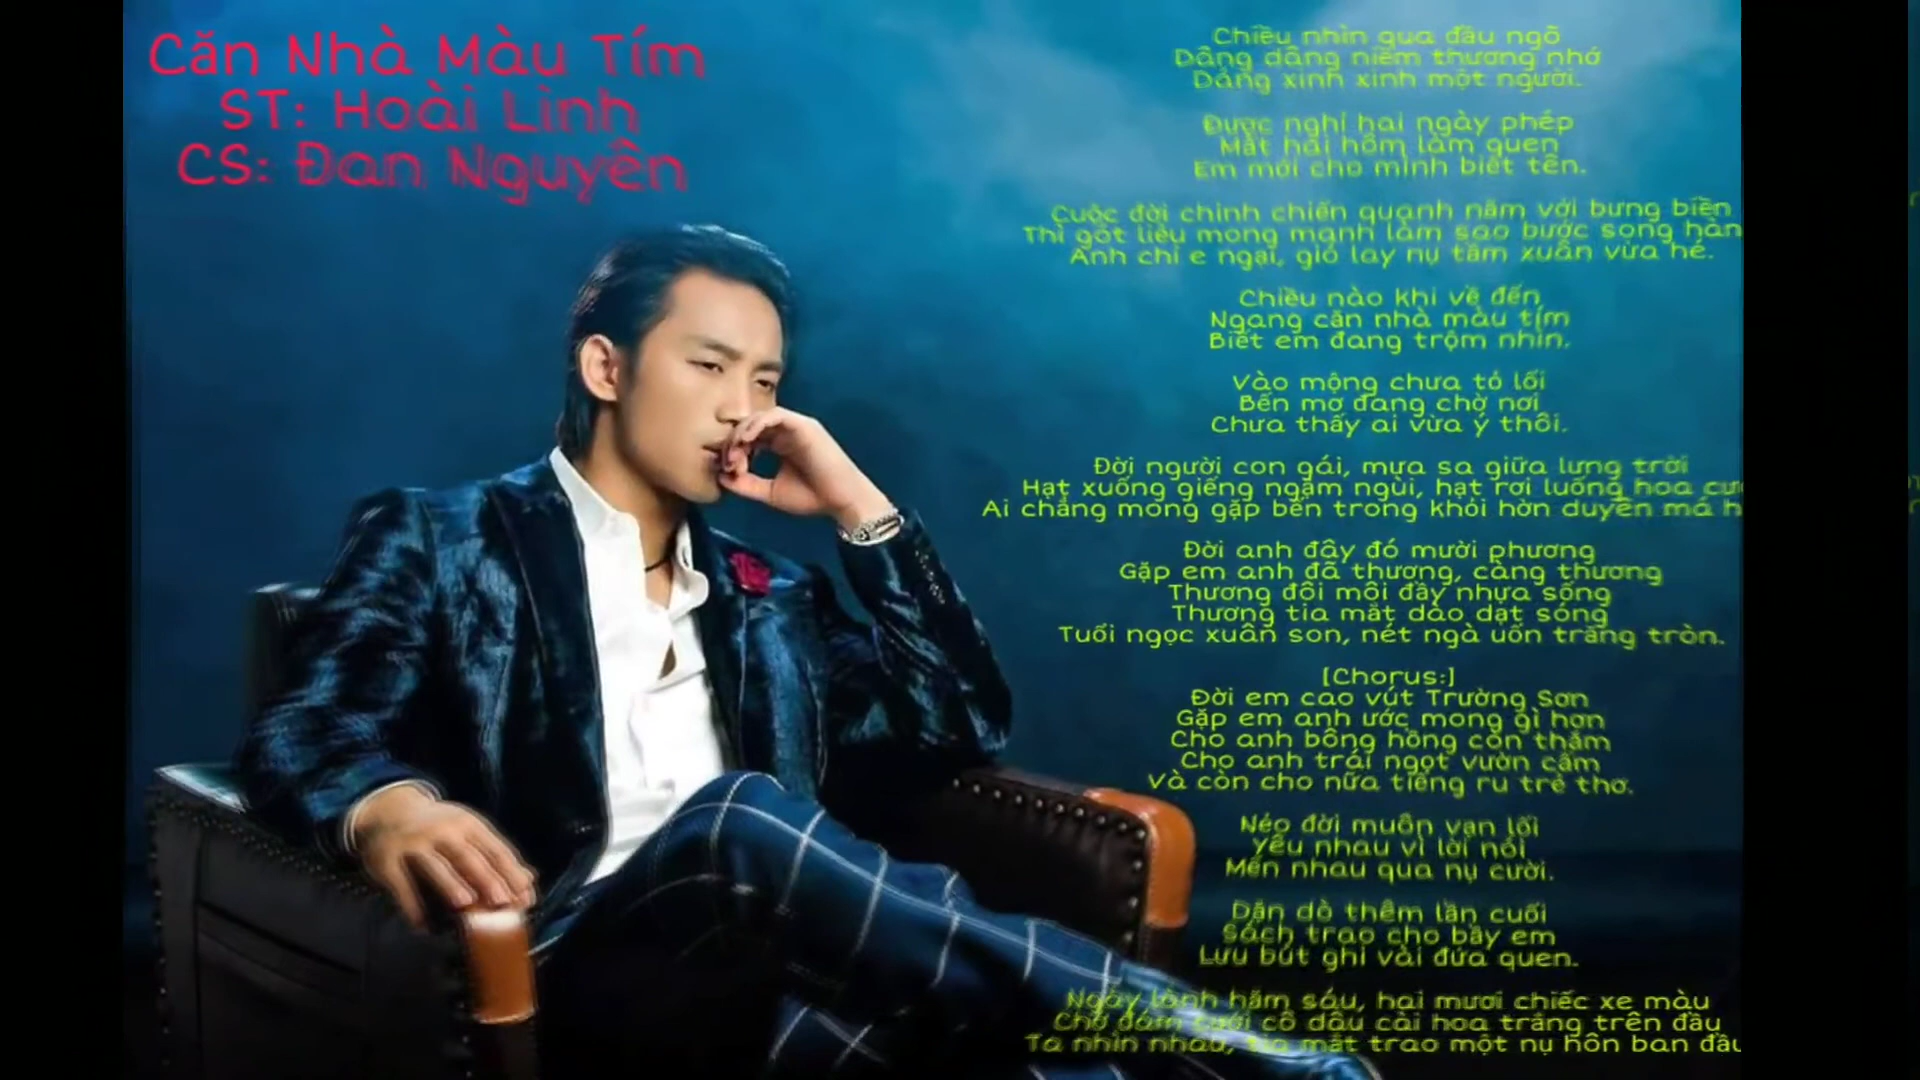 Căn Nhà Màu Tím
ST: Hoài Linh
CS: Đan Nguyên
Chiều nhìn qua đầu ngõ
Dâng dâng niềm thương nhớ
Dáng xinh xinh một người.
Được nghỉ hai ngày phép
Mất hai hôm làm quen
Em mới cho mình biết tên.
Cuộc đời chinh chiến quanh năm với bưng biền
Thì gót liễu mong manh làm sao bước song hàn
Anh chỉ e ngại, gió lay nụ tầm xuân vừa hé.
Chiều nào khi về đến
Ngang căn nhà màu tím
Biết em đang trộm nhìn.
Vào mộng chưa tỏ lối
Bến mơ đang chờ nơi
Chưa thấy ai vừa ý thôi.
Đời người con gái, mưa sa giữa lưng trời
Hạt xuống giếng ngậm ngùi, hạt rơi luống hoa cư
Ai chẳng mong gặp bến trong khỏi hờn duyên má h
Đời anh đây đó mười phương
Gặp em anh đã thương, càng thương
Thương đôi môi đầy nhựa sống
Thương tia mắt dào dạt sóng
Tuổi ngọc xuân son, nét ngà uốn trăng tròn.
[Chorus:]
Đời em cao vút Trường Sơn
Gặp em anh ước mong gì hơn
Cho anh bông hồng còn thắm
Cho anh trái ngọt vườn cấm
Và còn cho nữa tiếng ru trẻ thơ.
Nẻo đời muôn vạn lối
Yêu nhau vì lời nói
Mến nhau qua nụ cười.
Dặn dò thêm lần cuối
Sách trao cho bầy em
Lưu bút ghi vài đứa quen.
Ngày lành hăm sáu, hai mươi chiếc xe màu
Chở đám cưới cô dâu cài hoa trắng trên đầu
Ta nhìn nhau, tia mắt trao một nụ hôn ban đầu